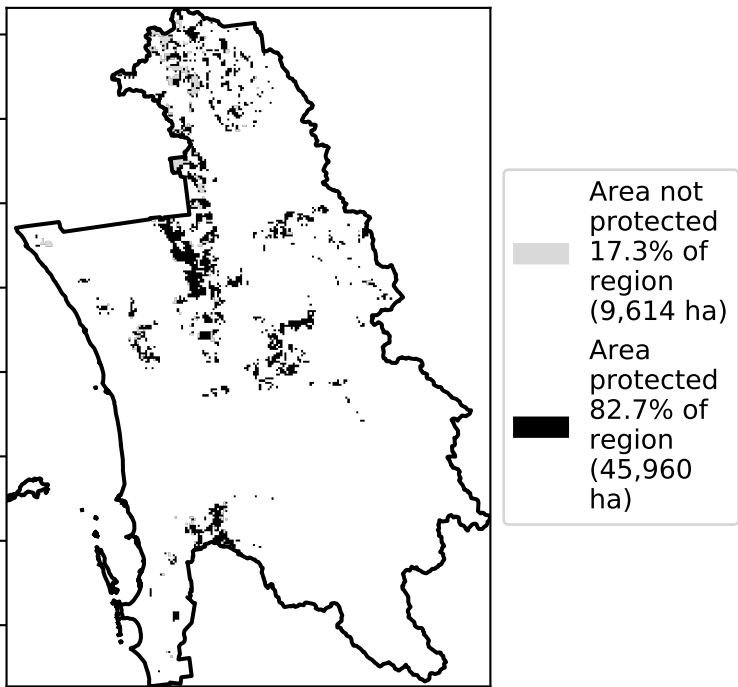 Area not
protected
17.3% of
region
(9,614 ha)
Area
protected
82.7% of
region
(45,960
ha)